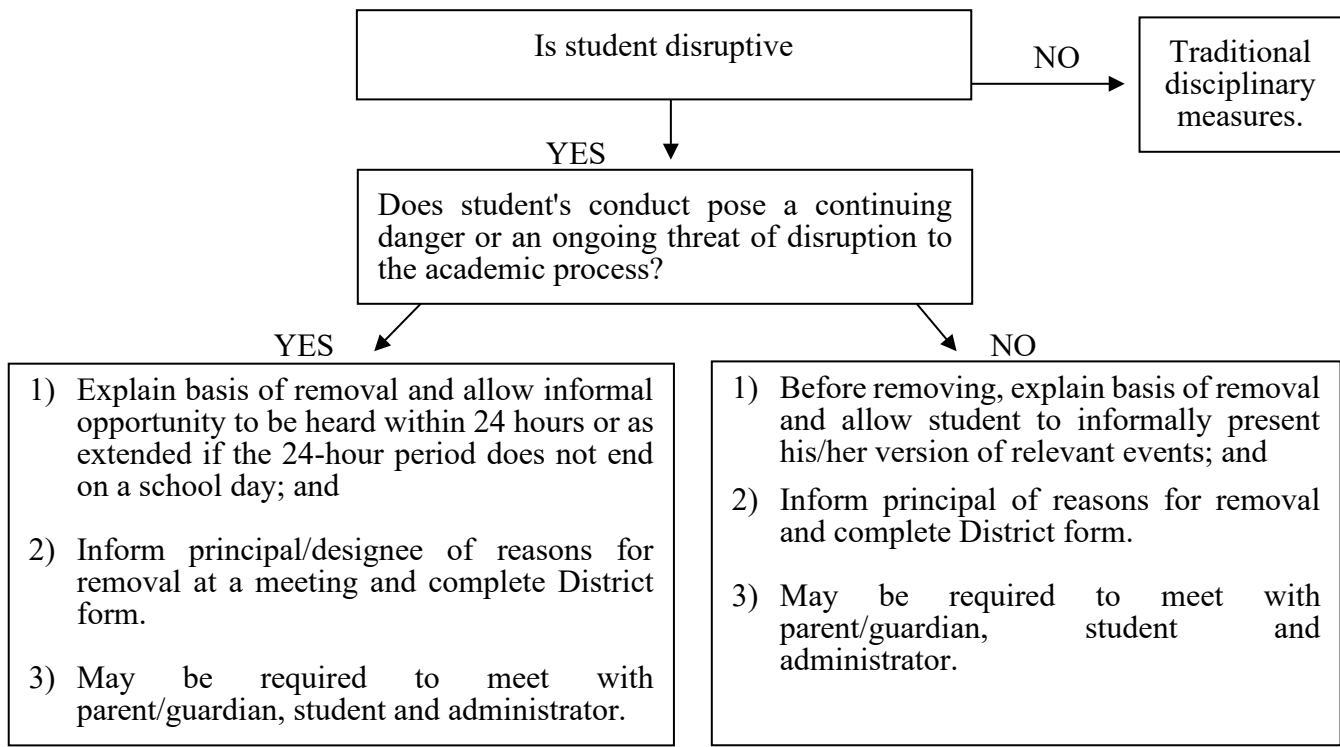 Is student disruptive
NO
Traditional
disciplinary
measures.
YES
Does student's conduct pose a continuing
danger or an ongoing threat of disruption to
the academic process?
YES
1) Explain basis of removal and allow informal
opportunity to be heard within 24 hours or as
extended if the 24-hour period does not end
on a school day; and
2) Inform principal/designee of reasons for
removal at a meeting and complete District
form.
3) May be required to meet with
parent/guardian, student and administrator.
NO
1) Before removing, explain basis of removal
and allow student to informally present
his/her version of relevant events; and
2) Inform principal of reasons for removal
and complete District form.
3) May be required to meet with
parent/guardian, student and
administrator.